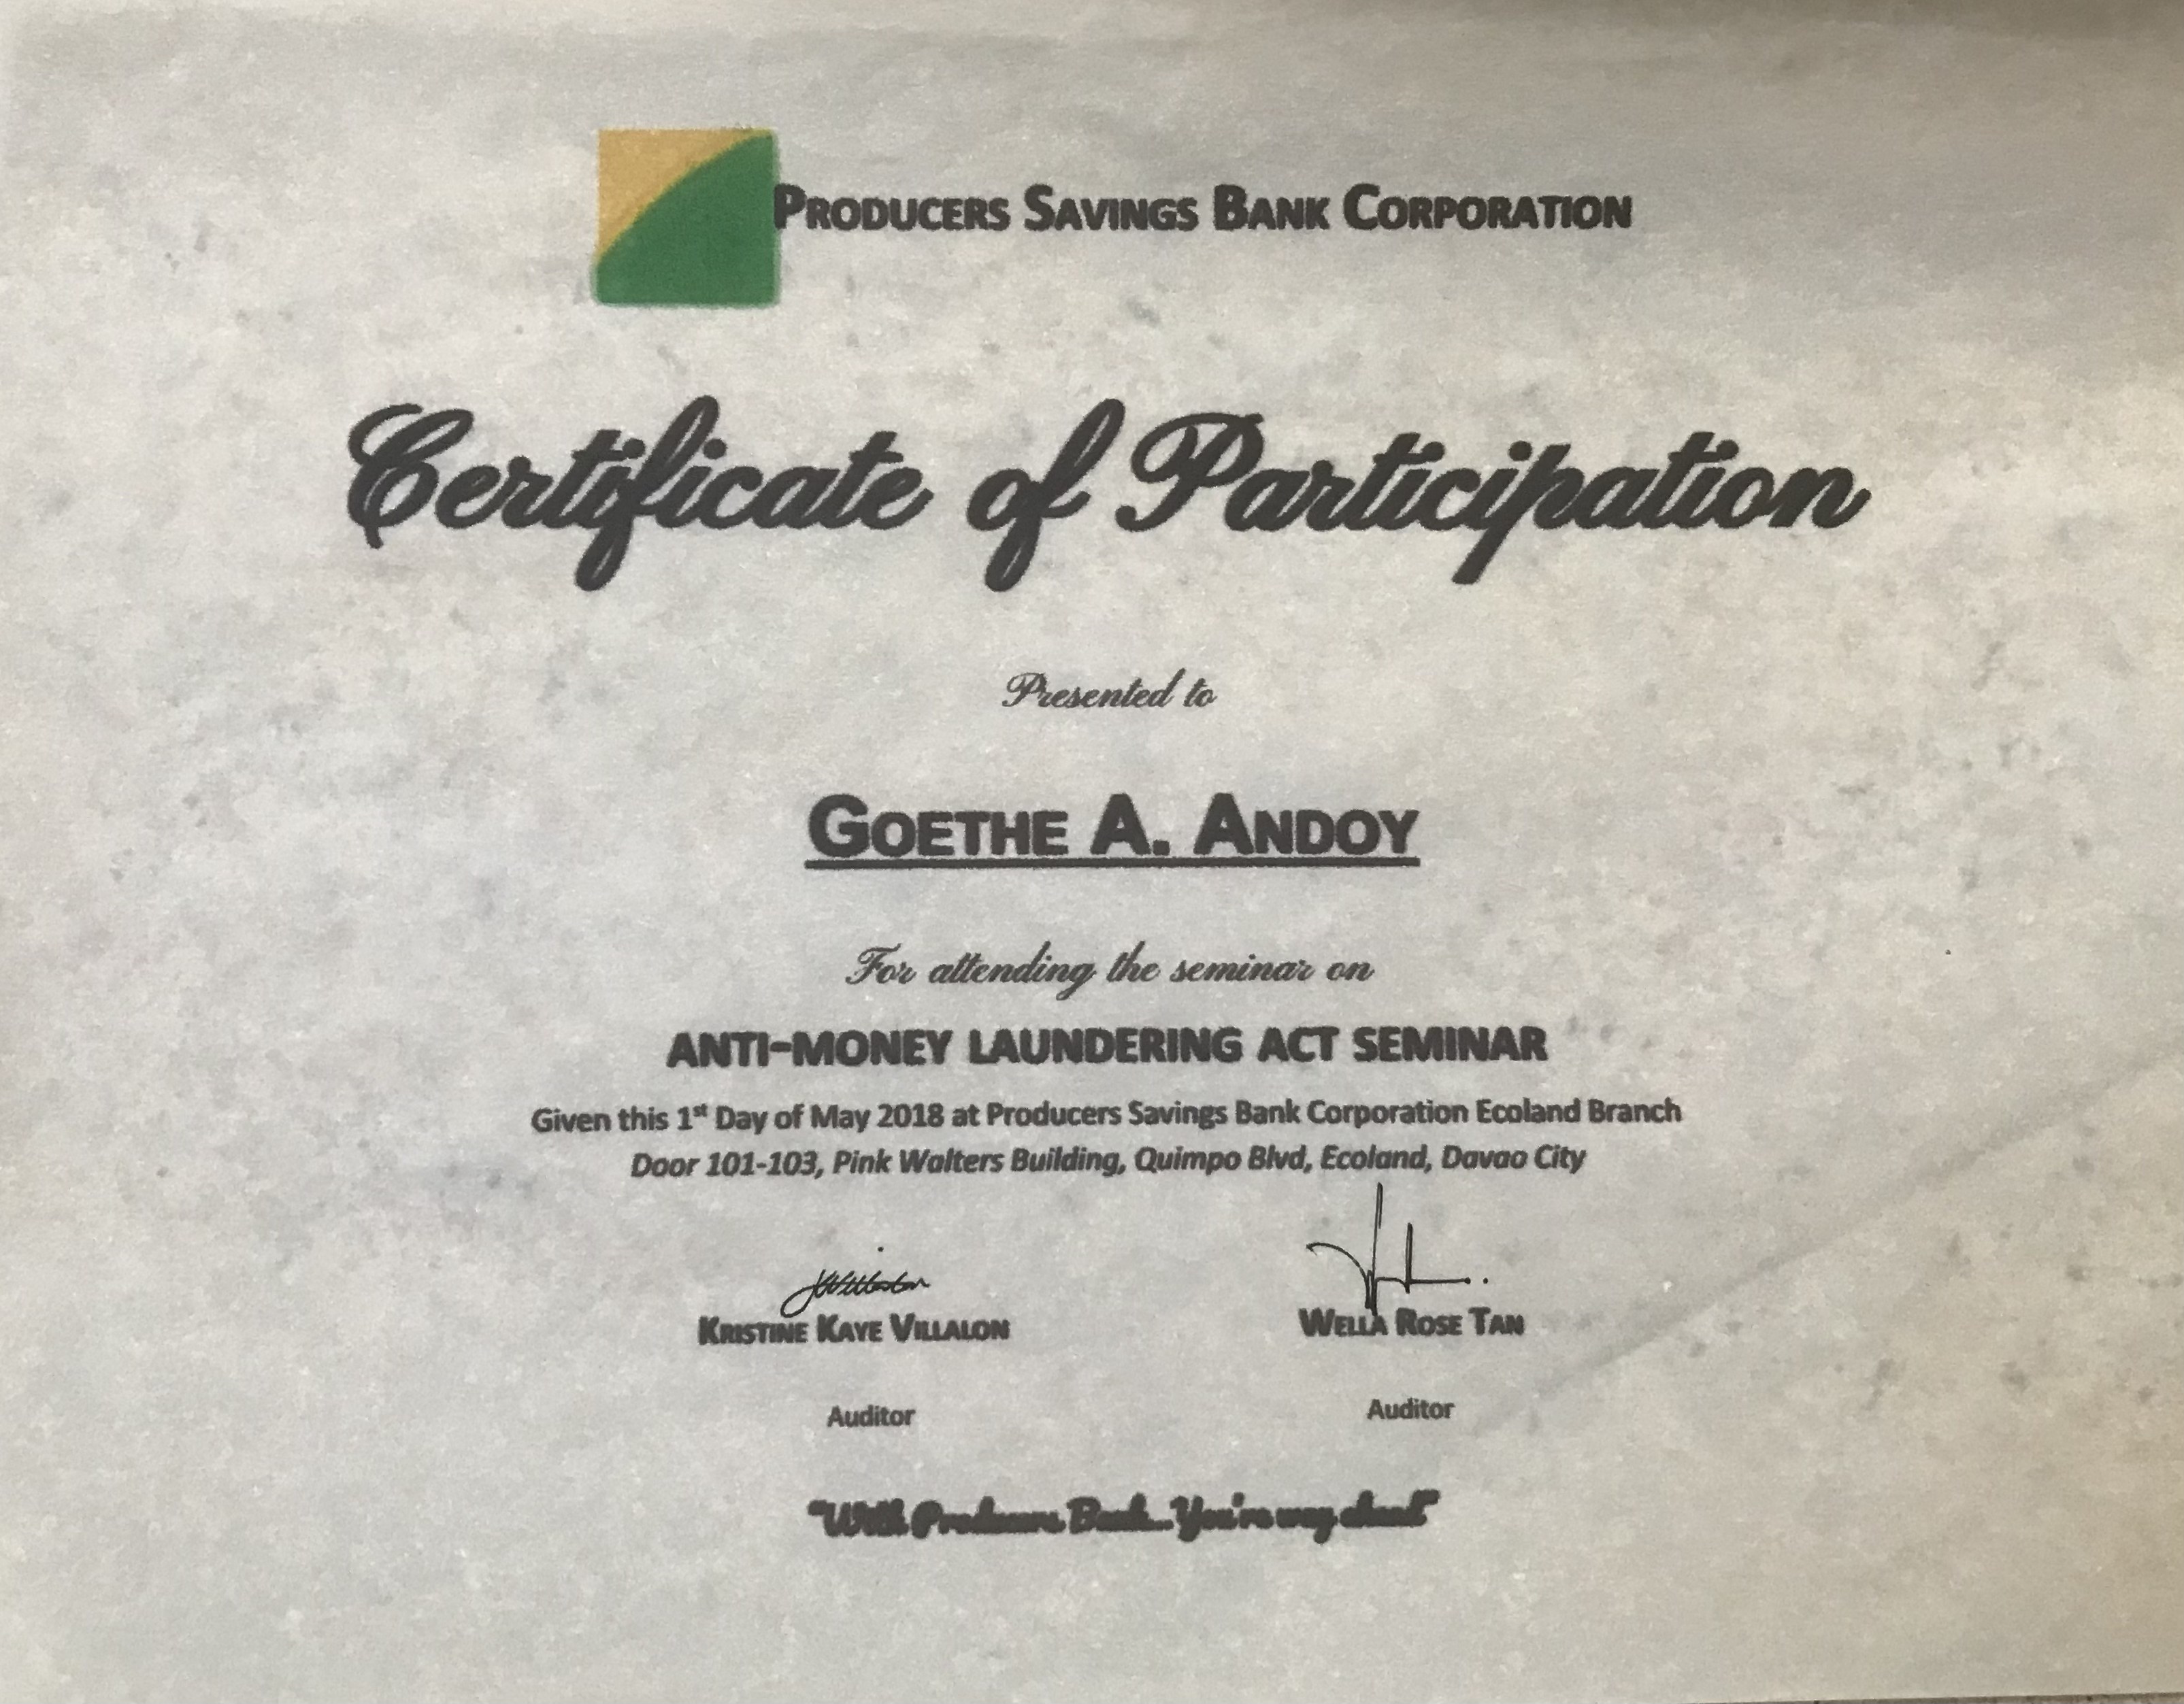 PRODUCERS SAVINGS BANK CORPORATION
Certificate of Participation
Presented to
GOETHE A. ANDOY
For attending the seminar on
ANTI-MONEY LAUNDERING ACT SEMINAR
Given this 1st Day of May 2018 at Producers Savings Bank Corporation Ecoland Branch
Door 101-103, Pink Walters Building, Quimpo Blvd, Ecoland, Davao City
KRISTINE KAYE VILLALON
WELLA ROSE TAN
Auditor
Auditor
"With Producers Bank...You're way ahead"